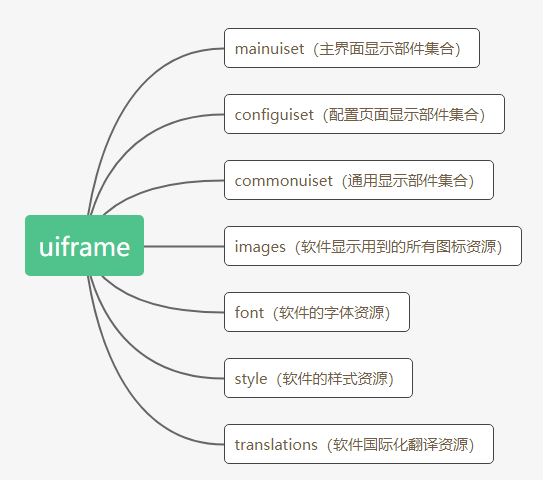 mainuiset（主界面显示部件集合）
configuiset（配置页面显示部件集合）
commonuiset（通用显示部件集合）
uiframe
images（软件显示用到的所有图标资源）
font（软件的字体资源）
style（软件的样式资源）
translations（软件国际化翻译资源）